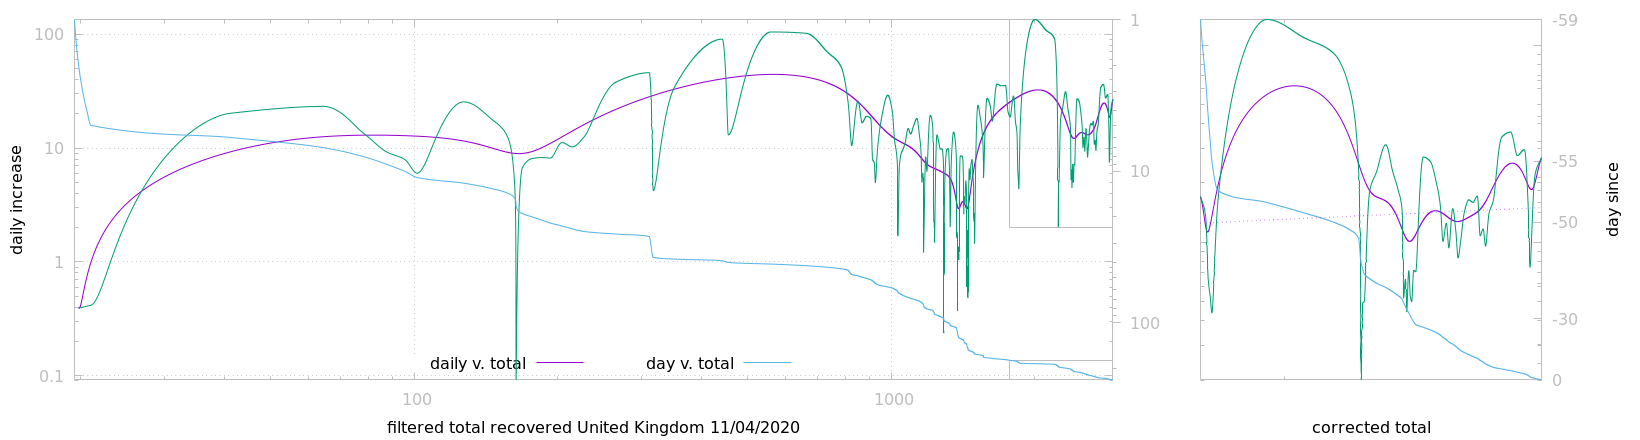 100
10
1
0.1
daily increase
100
1000
1
10
100
daily v. total
day v. total
filtered total recovered United Kingdom 11/04/2020
-59
-55
-50
-30
0
day since
corrected total